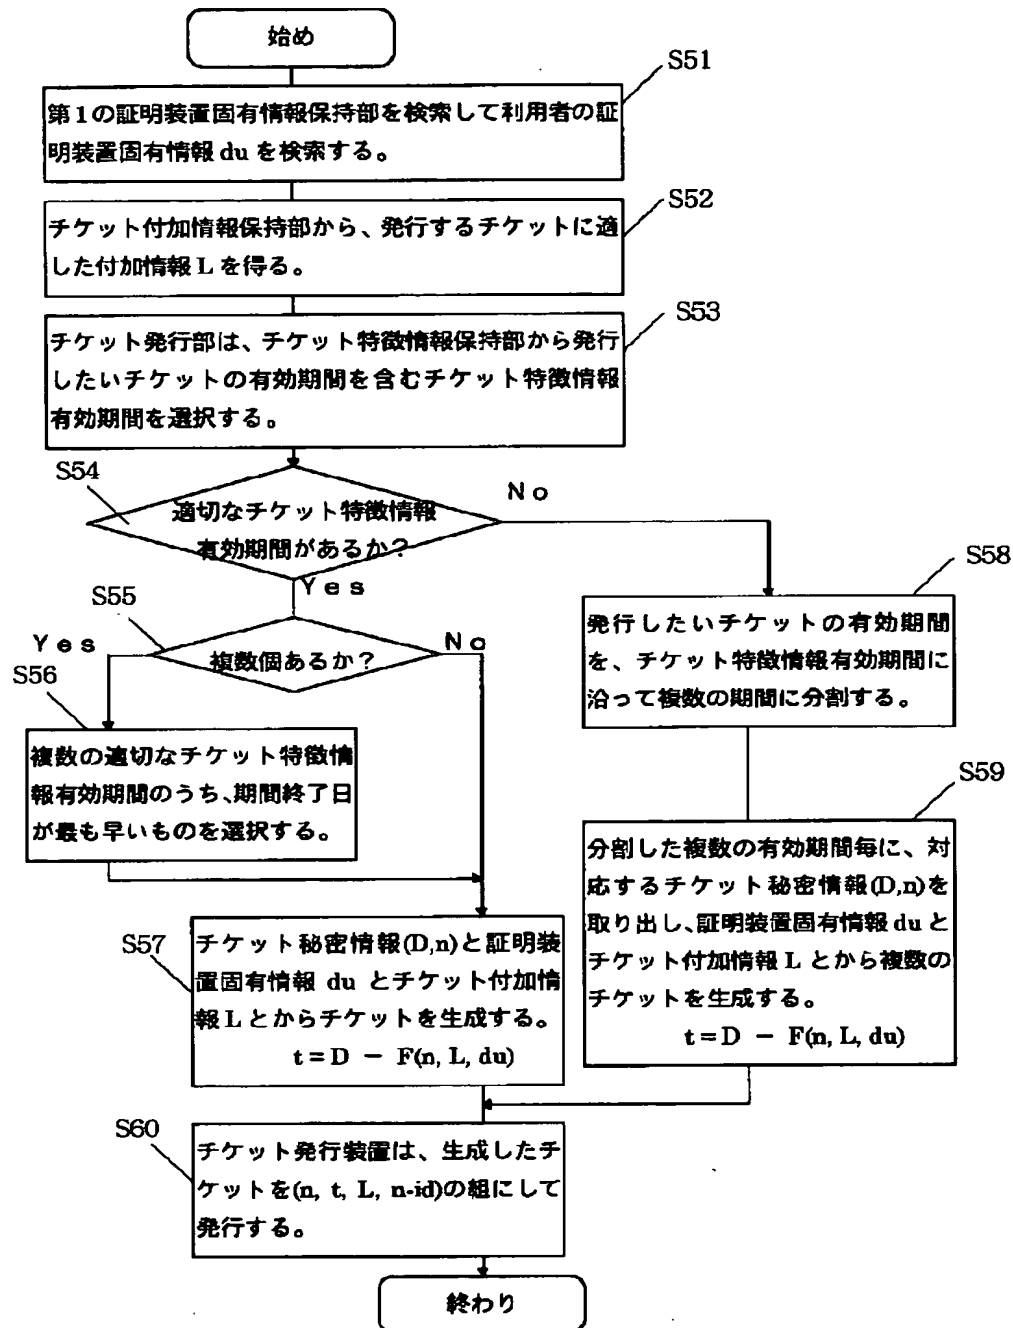 始め
S51
第1の証明装置固有情報保持部を検索して利用者の証
明装置固有情報 du を検索する。
S52
チケット付加情報保持部から、発行するチケットに適
した付加情報 L を得る。
S53
チケット発行部は、チケット特徴情報保持部から発行
したいチケットの有効期間を含むチケット特徴情報
有効期間を選択する。
S54
適切なチケット特徴情報
有効期間があるか?
No
Yes
S55
複数個あるか?
Yes
No
S56
複数の適切なチケット特徴情
報有効期間のうち、期間終了日
が最も早いものを選択する。
S58
発行したいチケットの有効期間
を、チケット特徴情報有効期間に
沿って複数の期間に分割する。
S59
分割した複数の有効期間毎に、対
応するチケット秘密情報(D,n)を
取り出し、証明装置固有情報 du と
チケット付加情報 L とから複数の
チケットを生成する。
t = D − F(n, L, du)
S57
チケット秘密情報(D,n)と証明装
置固有情報 du とチケット付加情
報 L とからチケットを生成する。
t = D − F(n, L, du)
S60
チケット発行装置は、生成したチ
ケットを(n, t, L, n-id)の組にして
発行する。
終わり